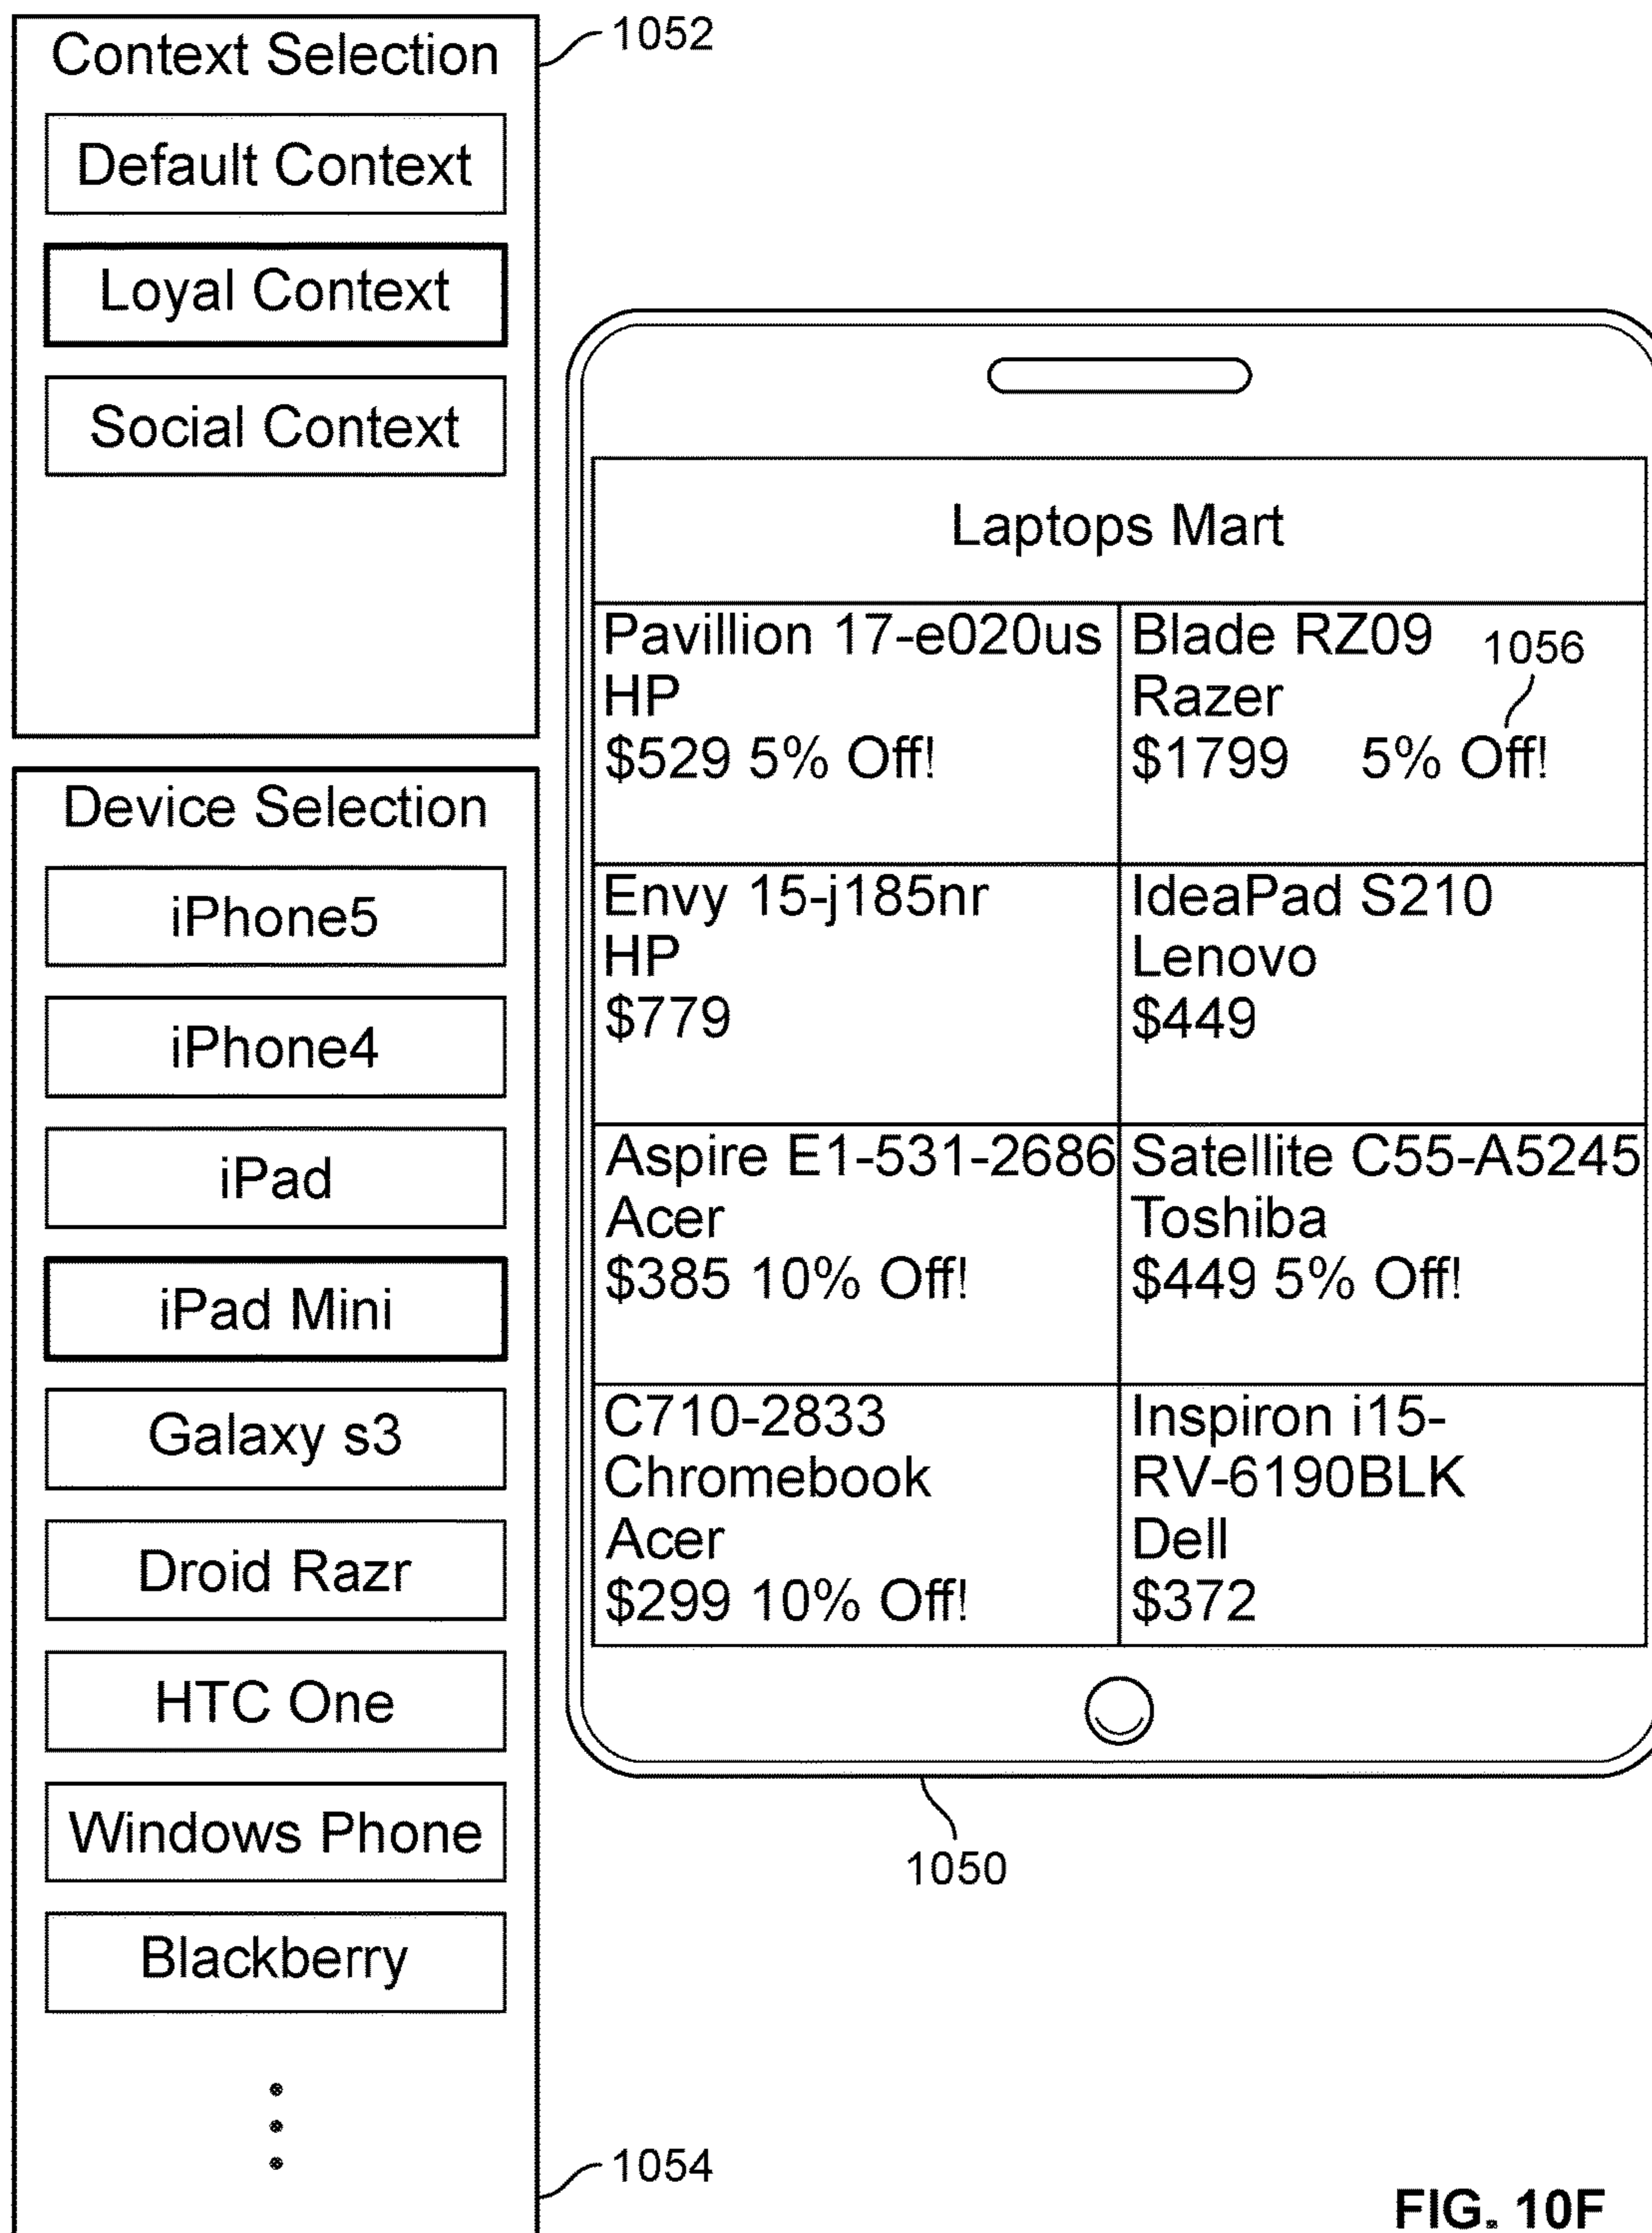 Context Selection
1052
Default Context
Loyal Context
Social Context
Device Selection
iPhone5
iPhone4
iPad
iPad Mini
Galaxy s3
Droid Razr
HTC One
Windows Phone
Blackberry
1054
Laptops Mart
Pavillion 17-e020us
HP
$529 5% Off!
Blade RZ09
1056
Razer
$1799 5% Off!
Envy 15-j185nr
HP
$779
IdeaPad S210
Lenovo
$449
Aspire E1-531-2686
Acer
$385 10% Off!
Satellite C55-A5245
Toshiba
$449 5% Off!
C710-2833
Chromebook
Acer
$299 10% Off!
Inspiron i15-
RV-6190BLK
Dell
$372
1050
FIG. 10F